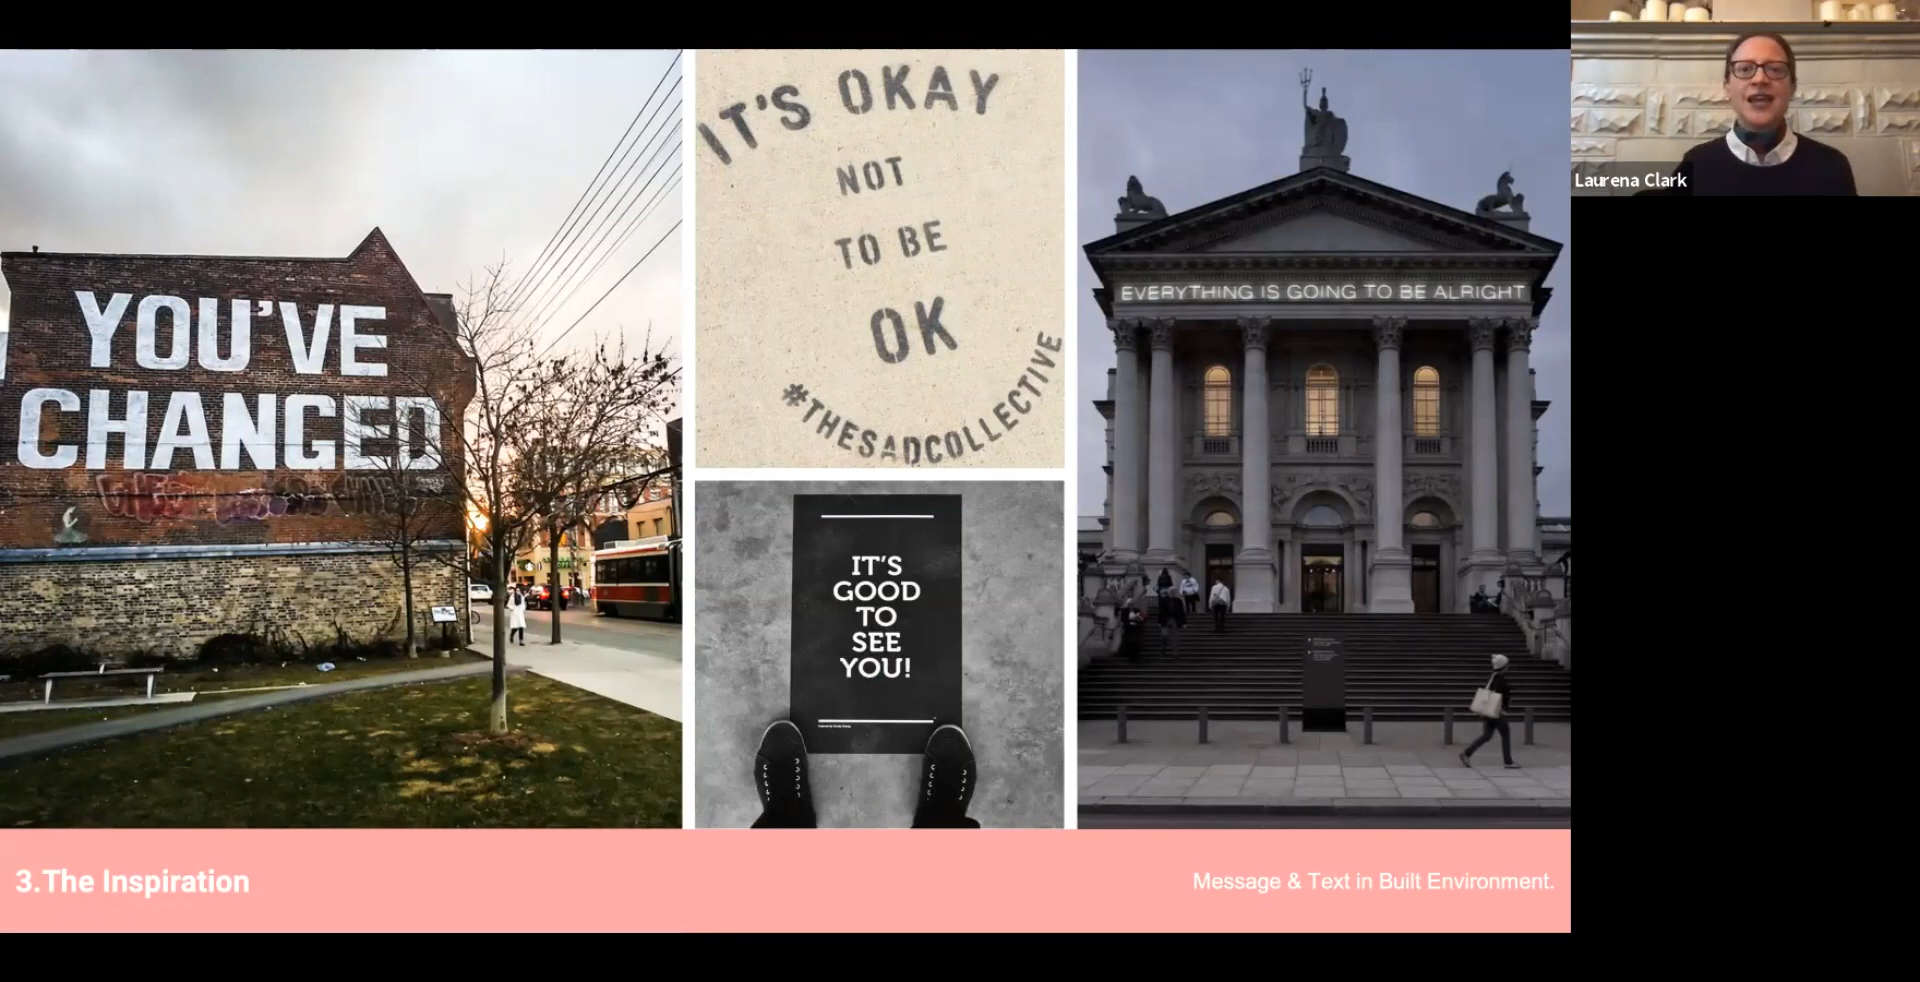 YOU'VE
CHANGED
IT'S OKAY
NOT
TO BE
OK
#THESADCOLLECTIVE
IT'S
GOOD
TO
SEE
YOU!
EVERYTHING IS GOING TO BE ALRIGHT
Laurena Clark
3.The Inspiration
Message & Text in Built Environment.